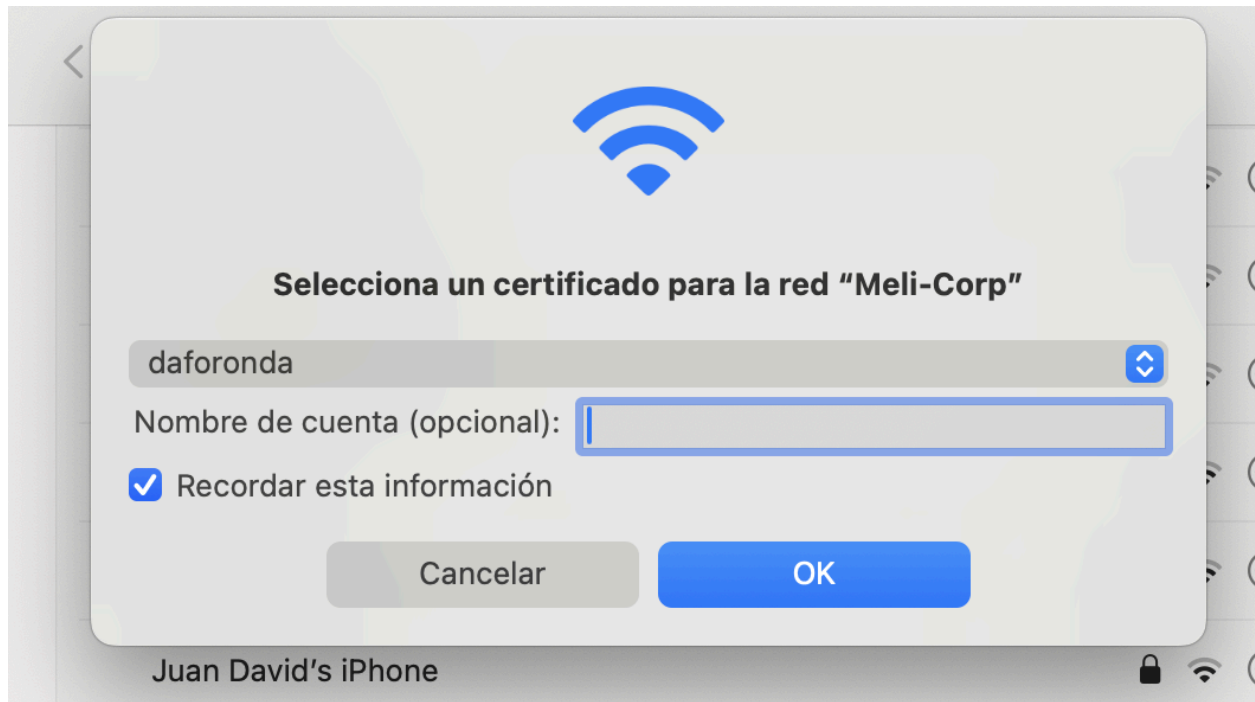 Selecciona un certificado para la red “Meli-Corp”
daforonda
Nombre de cuenta (opcional):
Recordar esta información
Cancelar
OK
Juan David’s iPhone